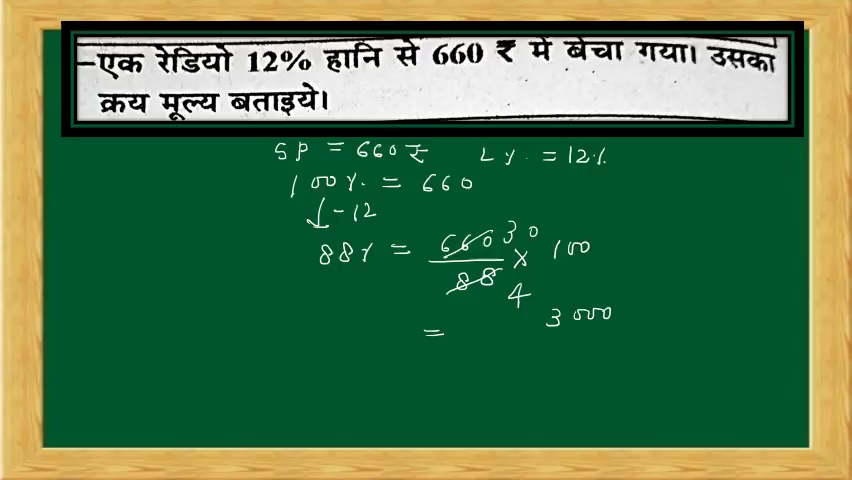 -एक रेडियो 12% हानि से 660 ₹ में बेचा गया। उसका
क्रय मूल्य बताइये।
SP = 660 ₹ L % = 12%
100% = 660
↓ -12
88% = 660/88 × 100
30
4
= 3000